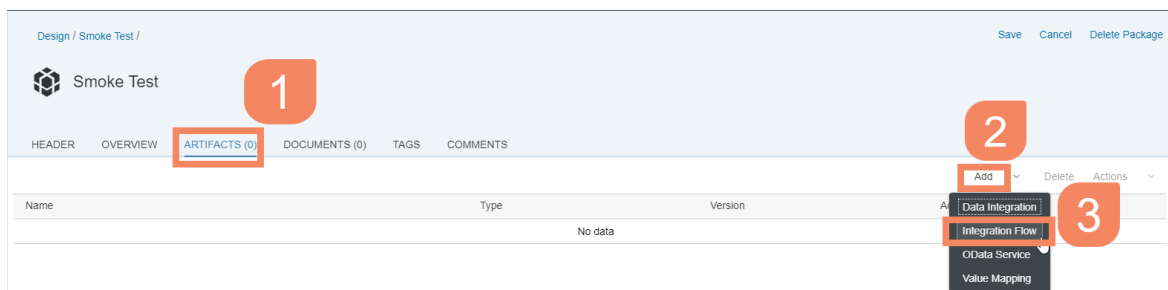 Design / Smoke Test /
Save Cancel Delete Package
Smoke Test
1
HEADER OVERVIEW ARTIFACTS (0) DOCUMENTS (0) TAGS COMMENTS
2
Add Delete Actions
Name Type Version
Data Integration
3
No data
Integration Flow
OData Service
Value Mapping